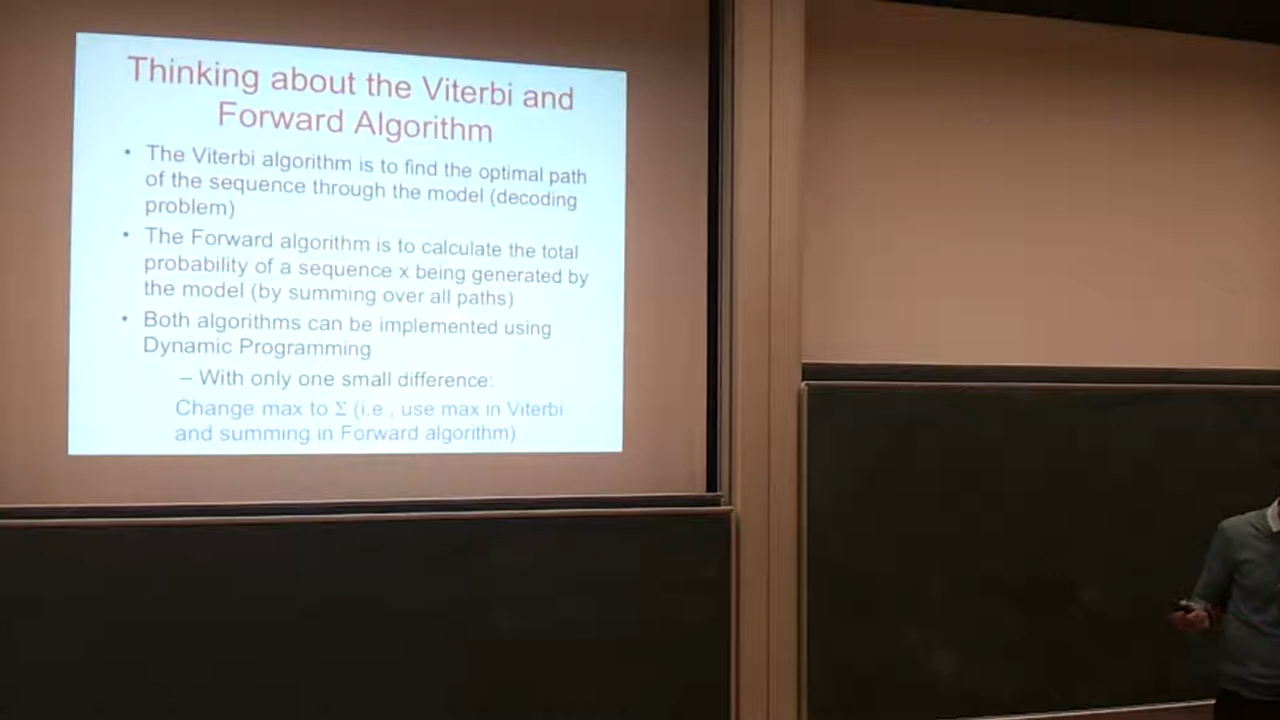 Thinking about the Viterbi and
Forward Algorithm
• The Viterbi algorithm is to find the optimal path
of the sequence through the model (decoding
problem)
• The Forward algorithm is to calculate the total
probability of a sequence x being generated by
the model (by summing over all paths)
• Both algorithms can be implemented using
Dynamic Programming
– With only one small difference:
Change max to Σ (i.e., use max in Viterbi
and summing in Forward algorithm)